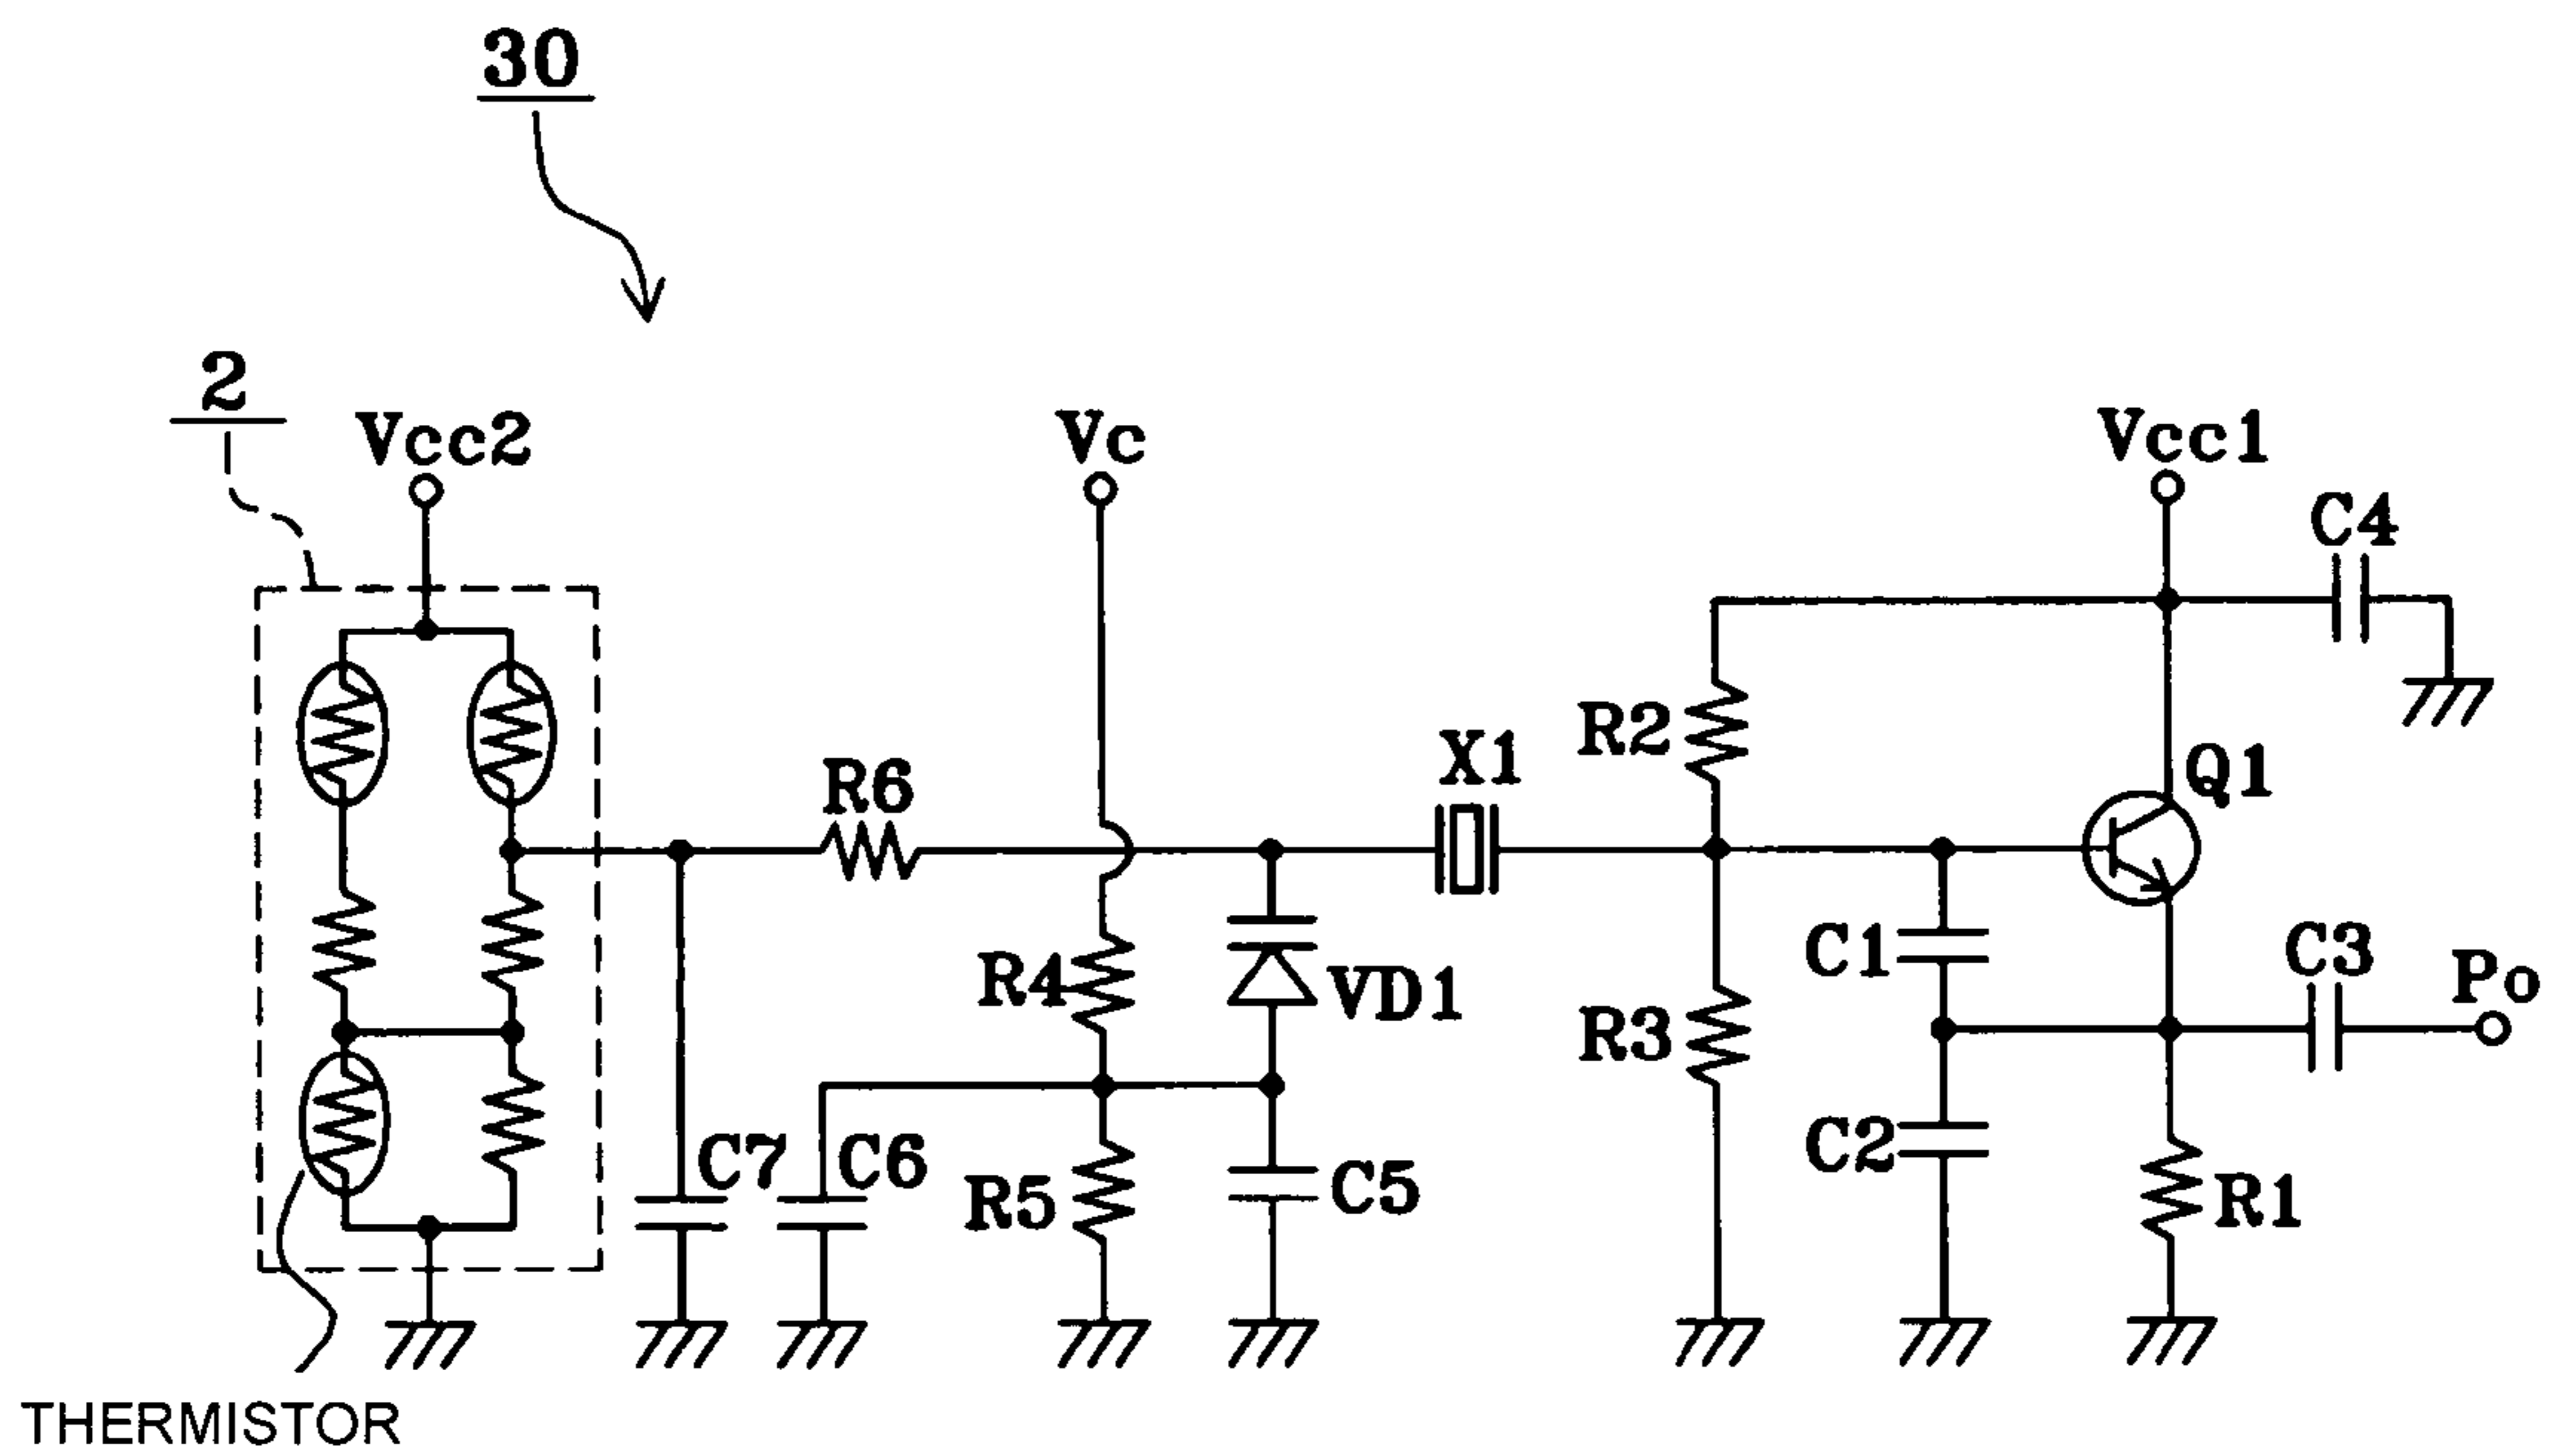 30
2
Vcc2
Vc
Vcc1
C4
R2
X1
Q1
R6
R4
VD1
C1
C3
Po
R3
C7
C6
R5
C5
C2
R1
THERMISTOR